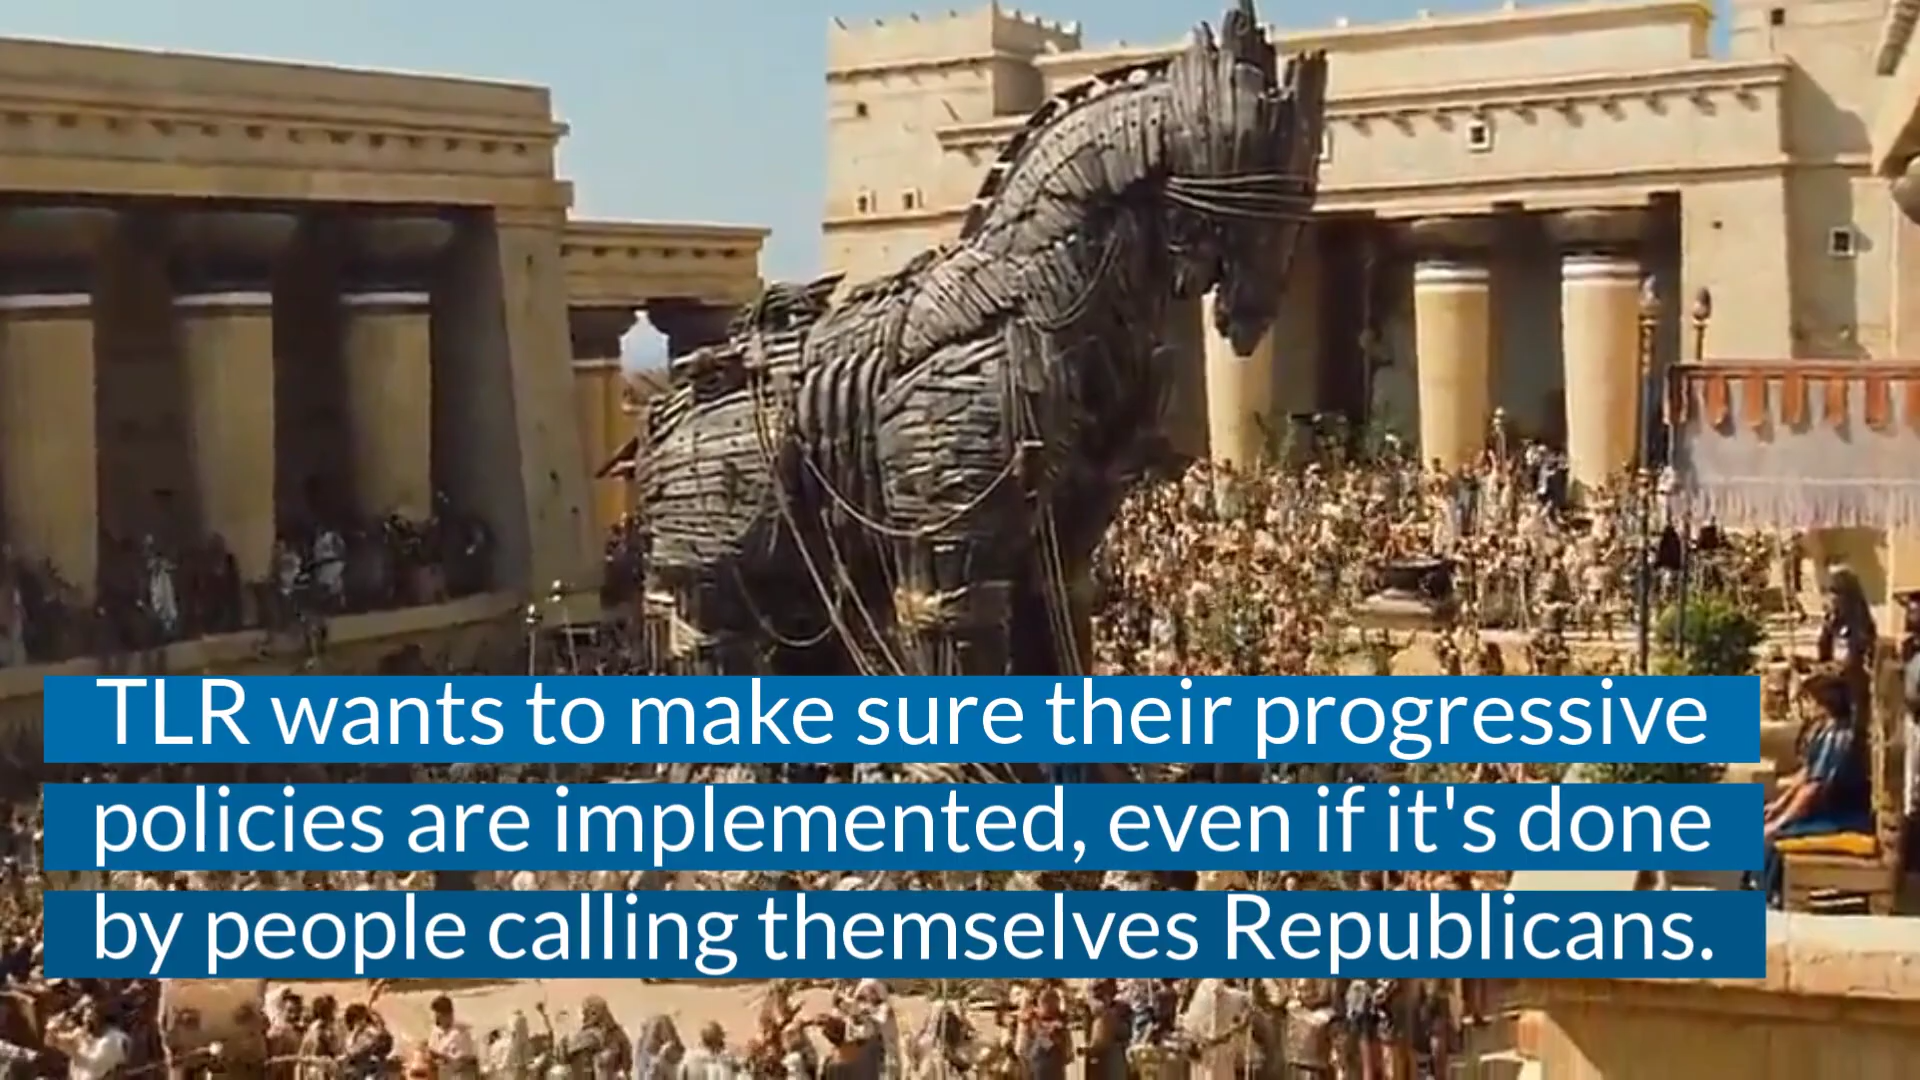 TLR wants to make sure their progressive
policies are implemented, even if it's done
by people calling themselves Republicans.